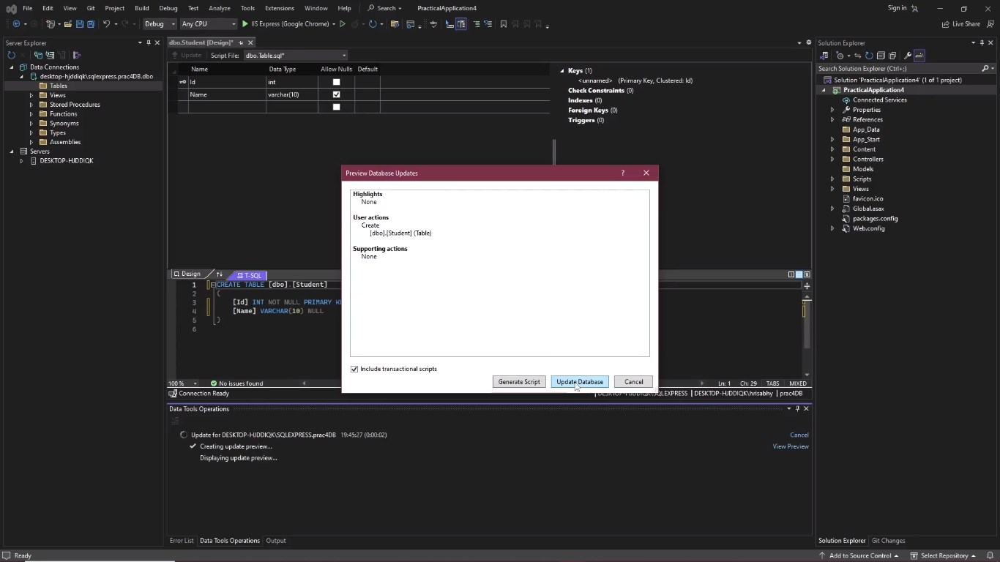 File Edit View Git Project Build Debug Test Analyze Tools Extensions Window Help Search PracticalApplication4 Sign in
Debug Any CPU IIS Express (Google Chrome) Live Share
Server Explorer
Data Connections
desktop-hjddiqk\sqlexpress.prac4DB.dbo
Tables
Views
Stored Procedures
Functions
Synonyms
Types
Assemblies
Servers
DESKTOP-HJDDIQK
dbo.Student [Design]*
Update Script File: dbo.Table.sql*
Name Data Type Allow Nulls Default
Id int
Name varchar(10)
Keys (1)
<unnamed> (Primary Key, Clustered: Id)
Check Constraints (0)
Indexes (0)
Foreign Keys (0)
Triggers (0)
Preview Database Updates ?
Highlights
None
User actions
Create
[dbo].[Student] (Table)
Supporting actions
None
Include transactional scripts
Generate Script Update Database Cancel
Design T-SQL
1 CREATE TABLE [dbo].[Student]
2 (
3 [Id] INT NOT NULL PRIMARY
4 [Name] VARCHAR(10) NULL
5 )
6
100 % No issues found Ln: 1 Ch: 29 TABS MIXED
Connection Ready DESKTOP-HJDDIQK\SQLEXPRESS DESKTOP-HJDDIQK\hrisabhy prac4DB
Data Tools Operations
Update for DESKTOP-HJDDIQK\SQLEXPRESS.prac4DB 19:45:27 (0:00:02) Cancel
Creating update preview... View Preview
Displaying update preview...
Error List Data Tools Operations Output
Solution Explorer
Search Solution Explorer (Ctrl+;)
Solution 'PracticalApplication4' (1 of 1 project)
PracticalApplication4
Connected Services
Properties
References
App_Data
App_Start
Content
Controllers
Models
Scripts
Views
favicon.ico
Global.asax
packages.config
Web.config
Solution Explorer Git Changes
Ready Add to Source Control Select Repository